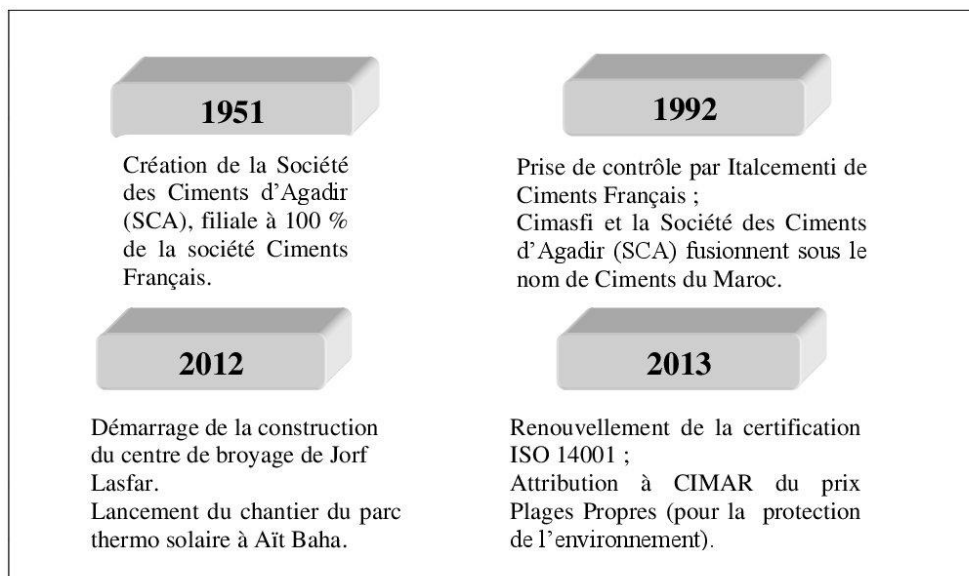 1951
Création de la Société
des Ciments d’Agadir
(SCA), filiale à 100 %
de la société Ciments
Français.
1992
Prise de contrôle par Italcementi de
Ciments Français ;
Cimasfi et la Société des Ciments
d’Agadir (SCA) fusionnent sous le
nom de Ciments du Maroc.
2012
Démarrage de la construction
du centre de broyage de Jorf
Lasfar.
Lancement du chantier du parc
thermo solaire à Aït Baha.
2013
Renouvellement de la certification
ISO 14001 ;
Attribution à CIMAR du prix
Plages Propres (pour la protection
de l’environnement).